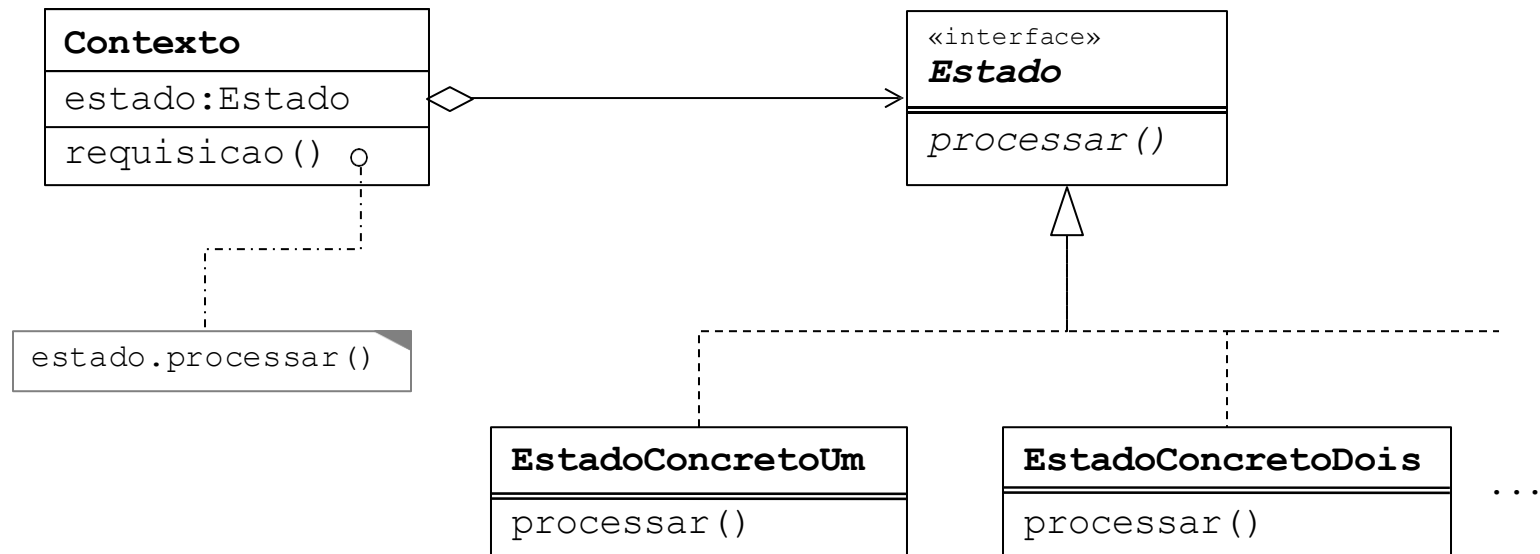 Contexto
estado:Estado
requisicao()
estado.processar()
«interface»
Estado
processar()
EstadoConcretoUm
processar()
EstadoConcretoDois
processar()
...